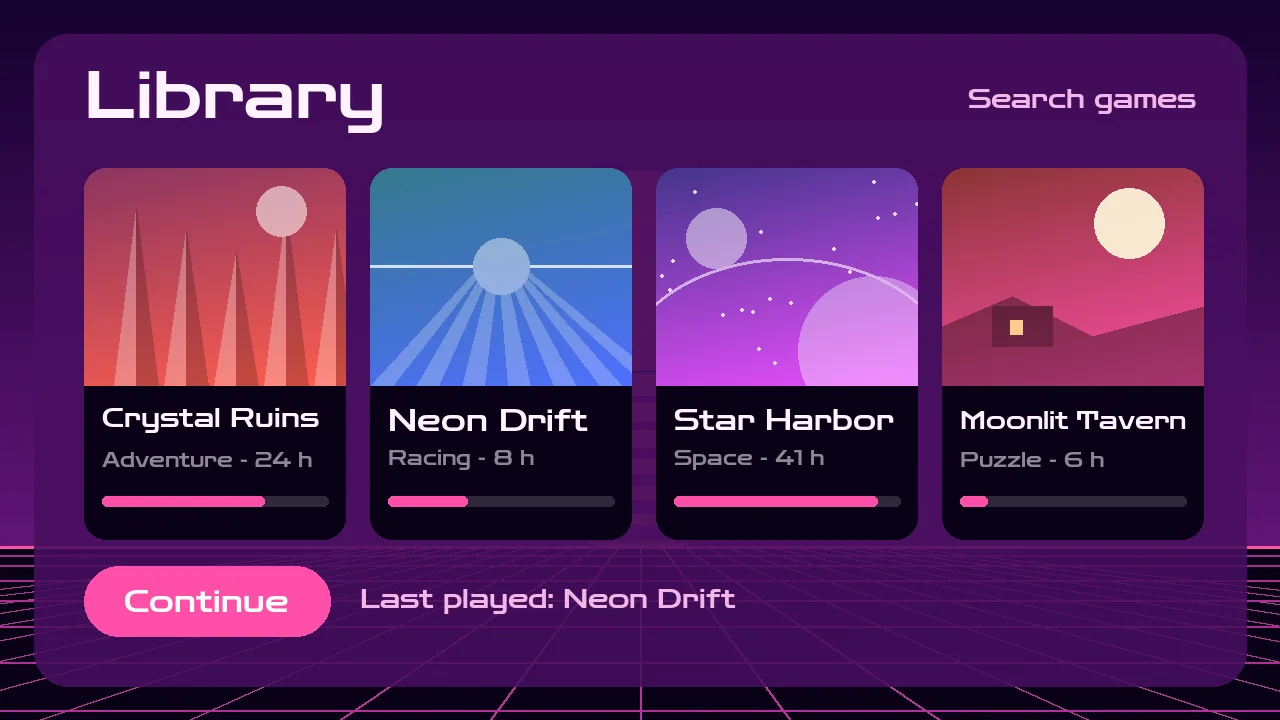 Library
Search games
Crystal Ruins
Adventure - 24 h
Neon Drift
Racing - 8 h
Star Harbor
Space - 41 h
Moonlit Tavern
Puzzle - 6 h
Continue
Last played: Neon Drift